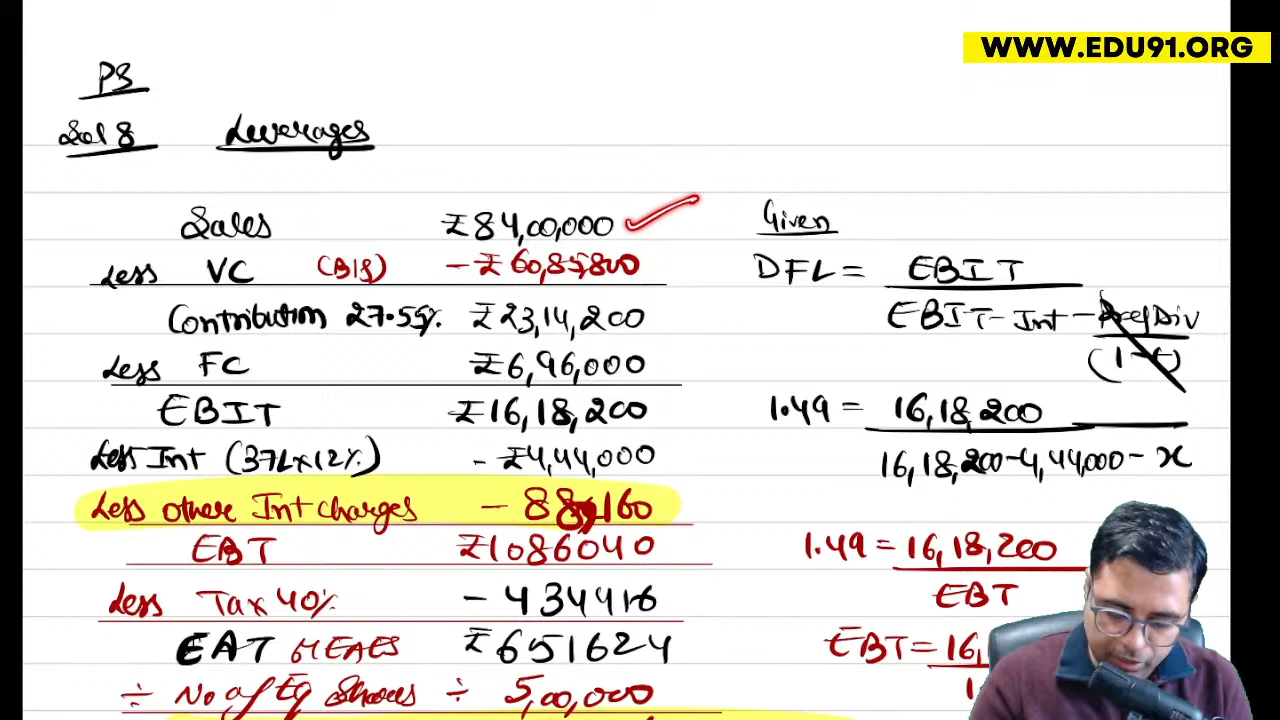 WWW.EDU91.ORG
PS
Sol 8 Leverages
Sales ₹84,00,000
Less VC (B/f) - ₹60,85,800
Contribution 27.55% ₹23,14,200
Less FC ₹6,96,000
EBIT ₹16,18,200
Less Int (37L×12%) - ₹4,44,000
Less other Int charges - 88,160
EBT ₹1086040
Less Tax 40% - 434416
EAT ₹651624
÷ No of Eq Shares ÷ 5,00,000
Given
DFL = EBIT
EBIT - Int - Pref Div
(1-t)
1.49 = 16,18,200
16,18,200-4,44,000 - x
1.49 = 16,18,200
EBT
EBT = 16,
1.